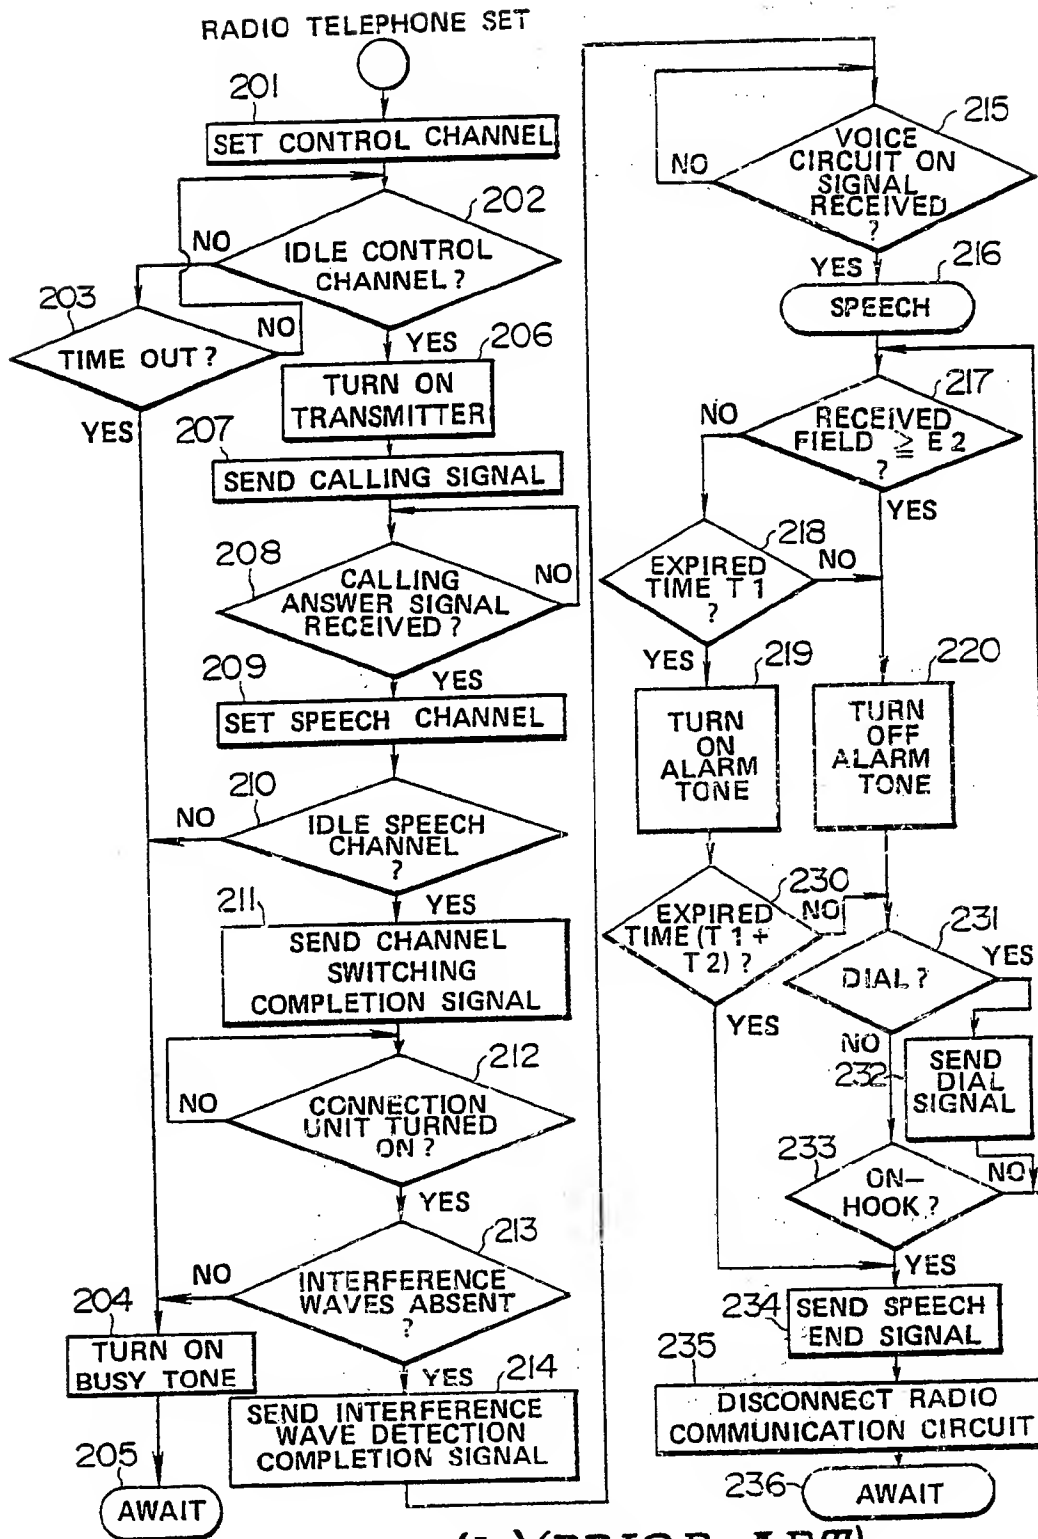 RADIO TELEPHONE SET
201
SET CONTROL CHANNEL
202
NO
IDLE CONTROL
CHANNEL?
203
NO
TIME OUT?
YES
YES
206
TURN ON
TRANSMITTER
207
SEND CALLING SIGNAL
208
CALLING
ANSWER SIGNAL
RECEIVED?
NO
YES
209
SET SPEECH CHANNEL
210
NO
IDLE SPEECH
CHANNEL
?
YES
211
SEND CHANNEL
SWITCHING
COMPLETION SIGNAL
212
NO
CONNECTION
UNIT TURNED
ON?
YES
213
NO
INTERFERENCE
WAVES ABSENT
?
204
TURN ON
BUSY TONE
YES
214
SEND INTERFERENCE
WAVE DETECTION
COMPLETION SIGNAL
205
AWAIT
215
NO
VOICE
CIRCUIT ON
SIGNAL
RECEIVED
?
YES
216
SPEECH
217
NO
RECEIVED
FIELD ≧ E2
?
YES
218
EXPIRED
TIME T1
?
NO
YES
219
TURN
ON
ALARM
TONE
220
TURN
OFF
ALARM
TONE
230
EXPIRED
TIME (T1 +
T2)?
NO
YES
231
DIAL?
YES
NO
232
SEND
DIAL
SIGNAL
233
ON-
HOOK?
NO
YES
234
SEND SPEECH
END SIGNAL
235
DISCONNECT RADIO
COMMUNICATION CIRCUIT
236
AWAIT
(PRIOR ART)